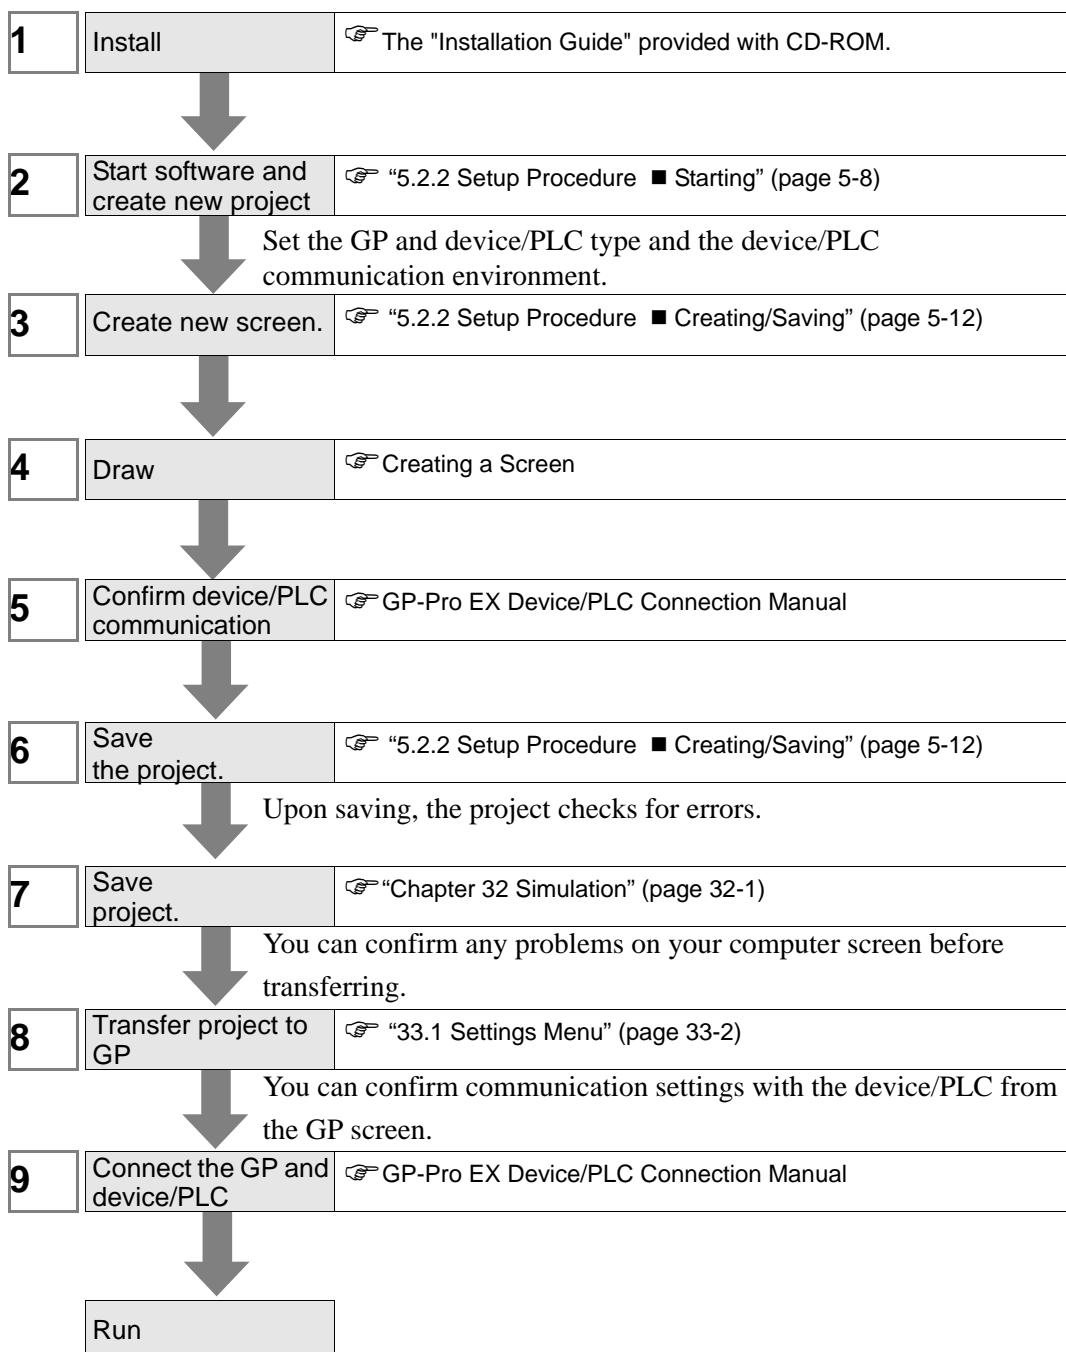 1
Install
☞ The "Installation Guide" provided with CD-ROM.
2
Start software and
create new project
☞ “5.2.2 Setup Procedure ■ Starting” (page 5-8)
Set the GP and device/PLC type and the device/PLC
communication environment.
3
Create new screen.
☞ “5.2.2 Setup Procedure ■ Creating/Saving” (page 5-12)
4
Draw
☞ Creating a Screen
5
Confirm device/PLC
communication
☞ GP-Pro EX Device/PLC Connection Manual
6
Save
the project.
☞ “5.2.2 Setup Procedure ■ Creating/Saving” (page 5-12)
Upon saving, the project checks for errors.
7
Save
project.
☞ “Chapter 32 Simulation” (page 32-1)
You can confirm any problems on your computer screen before
transferring.
8
Transfer project to
GP
☞ “33.1 Settings Menu” (page 33-2)
You can confirm communication settings with the device/PLC from
the GP screen.
9
Connect the GP and
device/PLC
☞ GP-Pro EX Device/PLC Connection Manual
Run